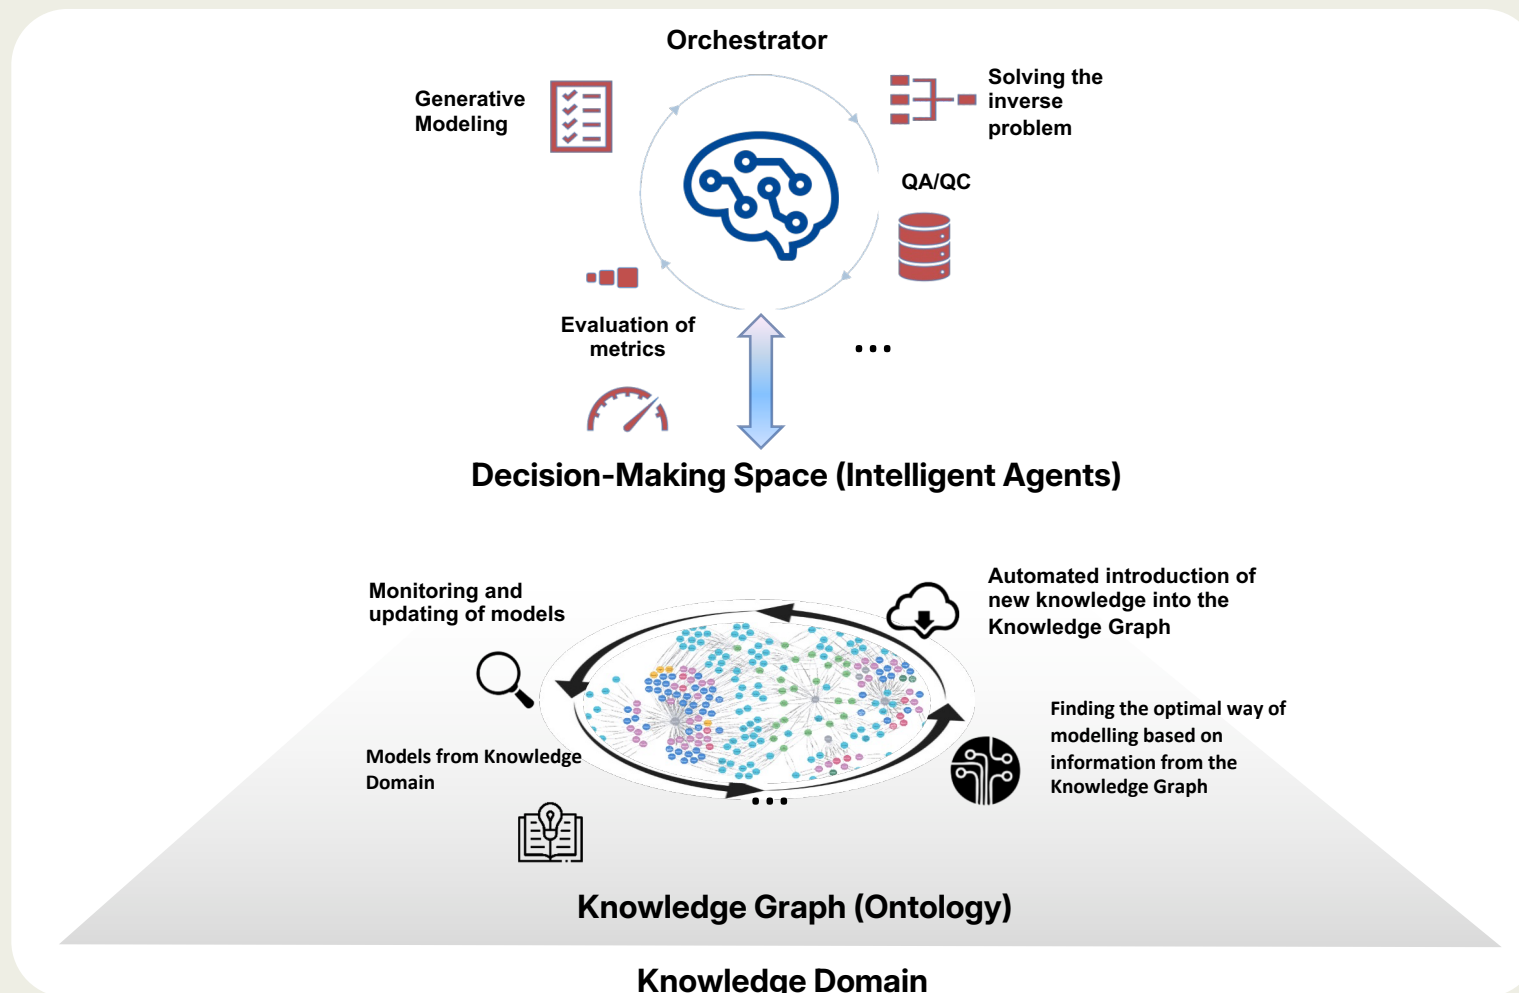 Orchestrator
Generative
Modeling
Solving the
inverse
problem
QA/QC
Evaluation of
metrics
...
Decision-Making Space (Intelligent Agents)
Monitoring and
updating of models
Automated introduction of
new knowledge into the
Knowledge Graph
Models from Knowledge
Domain
Finding the optimal way of
modelling based on
information from the
Knowledge Graph
...
Knowledge Graph (Ontology)
Knowledge Domain